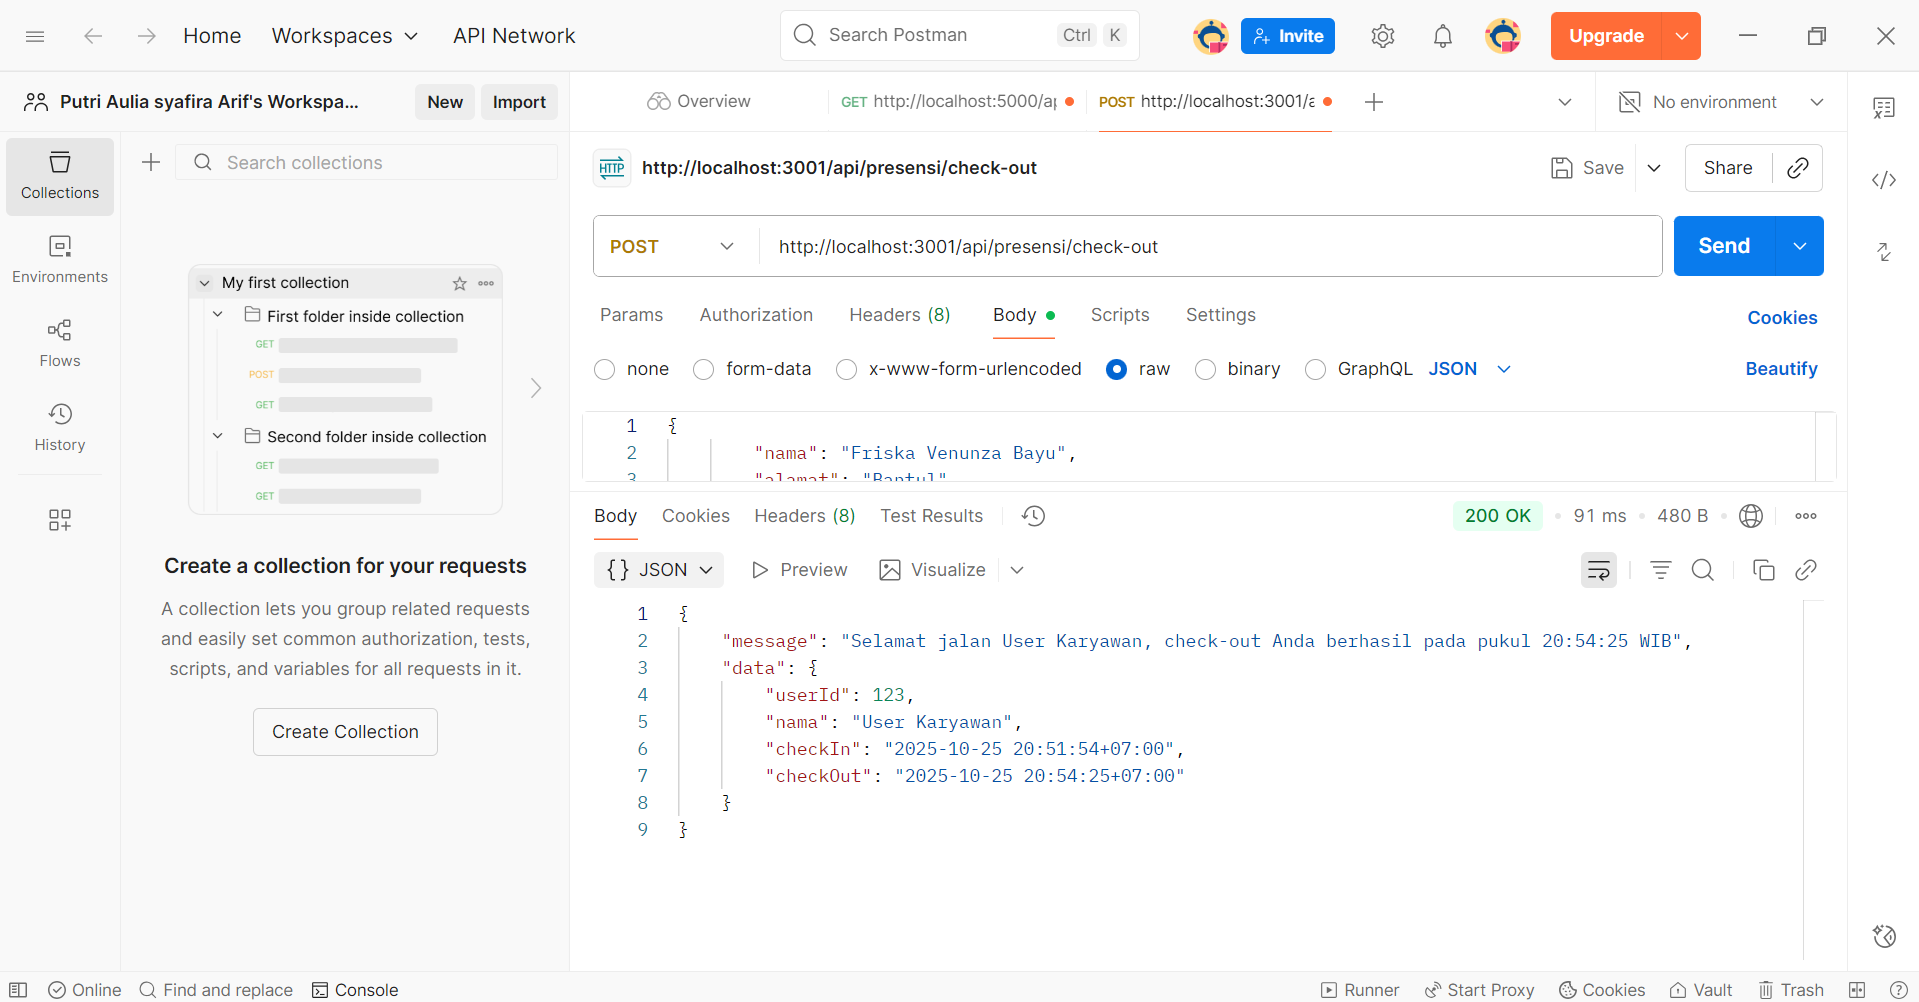 Home Workspaces API Network Search Postman Ctrl K Invite Upgrade
Putri Aulia syafira Arif's Workspa... New Import Overview GET http://localhost:5000/ap POST http://localhost:3001/a No environment
Search collections
Collections
Environments
Flows
History
My first collection
First folder inside collection
GET
POST
GET
Second folder inside collection
GET
GET
Create a collection for your requests
A collection lets you group related requests
and easily set common authorization, tests,
scripts, and variables for all requests in it.
Create Collection
HTTP http://localhost:3001/api/presensi/check-out Save Share
POST http://localhost:3001/api/presensi/check-out Send
Params Authorization Headers (8) Body Scripts Settings Cookies
none form-data x-www-form-urlencoded raw binary GraphQL JSON Beautify
1 {
2 "nama": "Friska Venunza Bayu",
3 "alamat": "Bantul"
Body Cookies Headers (8) Test Results 200 OK 91 ms 480 B
{} JSON Preview Visualize
1 {
2 "message": "Selamat jalan User Karyawan, check-out Anda berhasil pada pukul 20:54:25 WIB",
3 "data": {
4 "userId": 123,
5 "nama": "User Karyawan",
6 "checkIn": "2025-10-25 20:51:54+07:00",
7 "checkOut": "2025-10-25 20:54:25+07:00"
8 }
9 }
Online Find and replace Console Runner Start Proxy Cookies Vault Trash